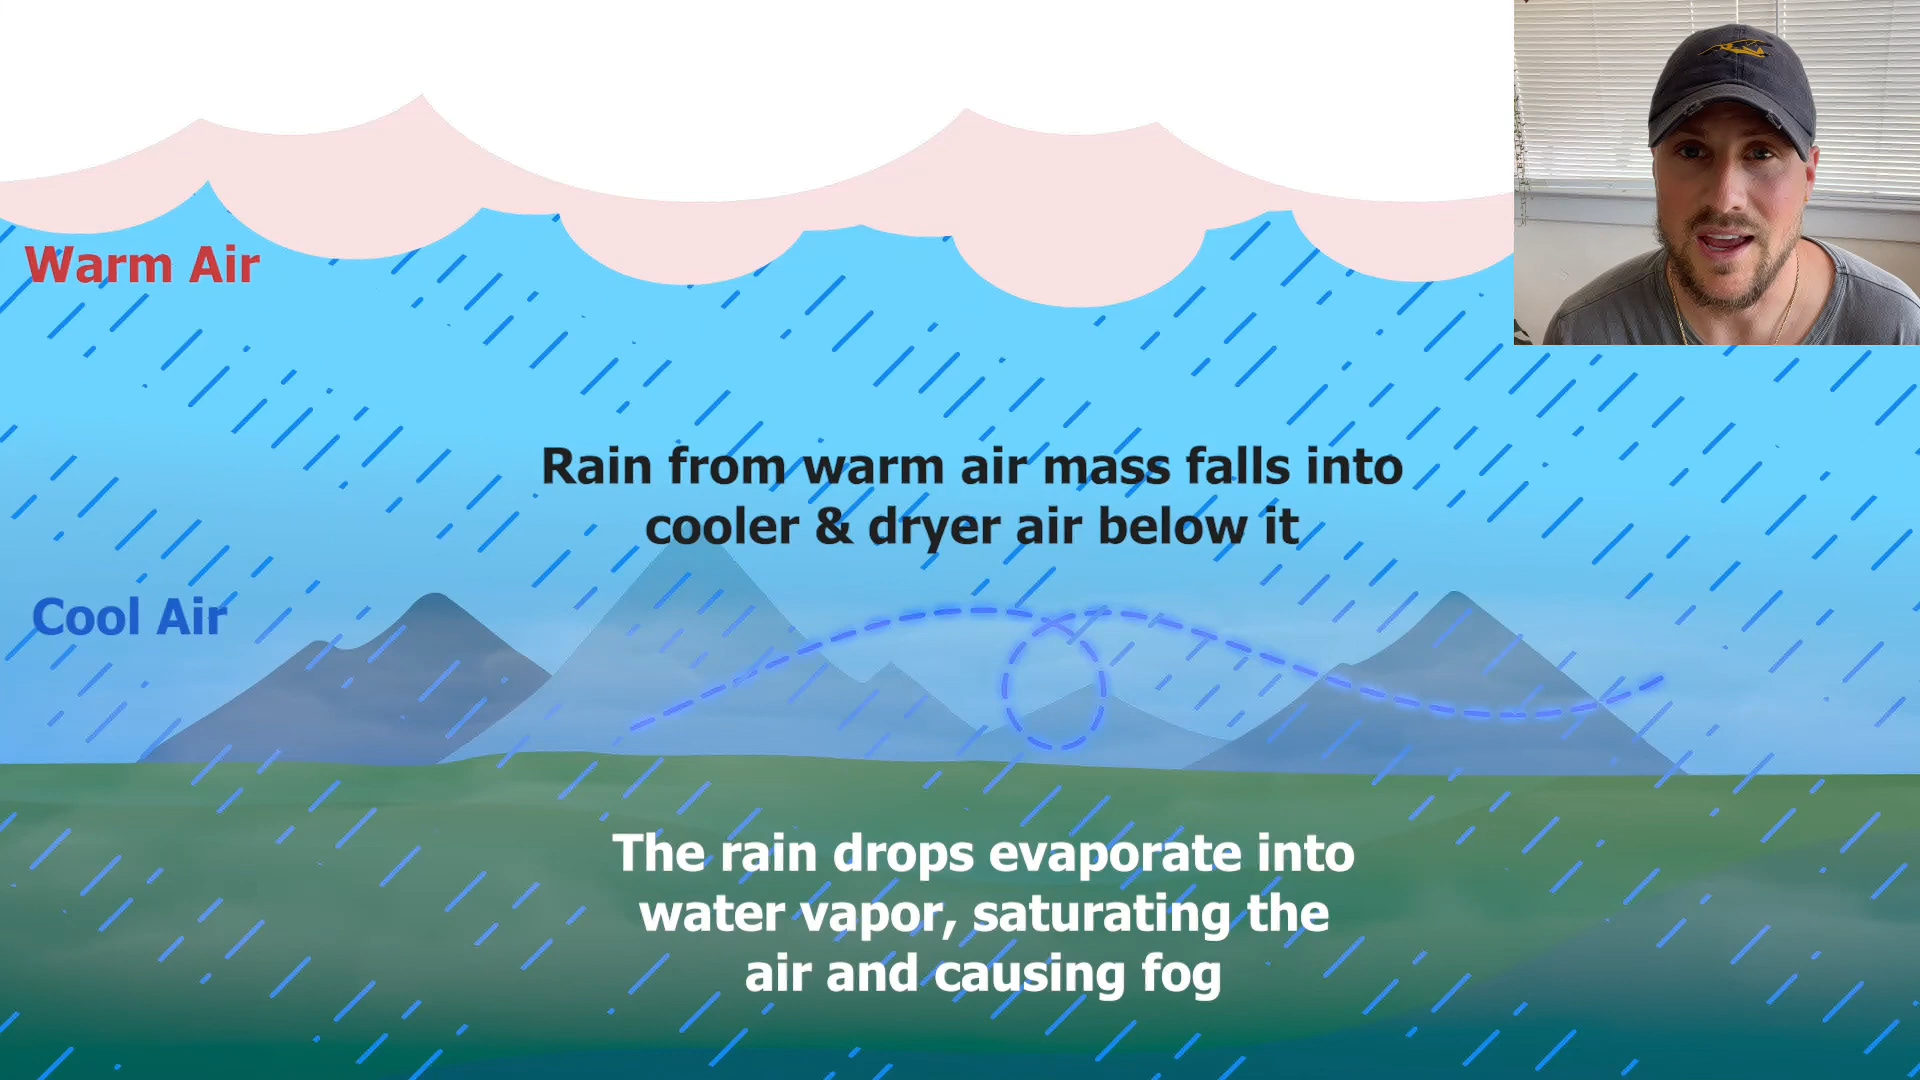 Warm Air
Rain from warm air mass falls into
cooler & dryer air below it
Cool Air
The rain drops evaporate into
water vapor, saturating the
air and causing fog